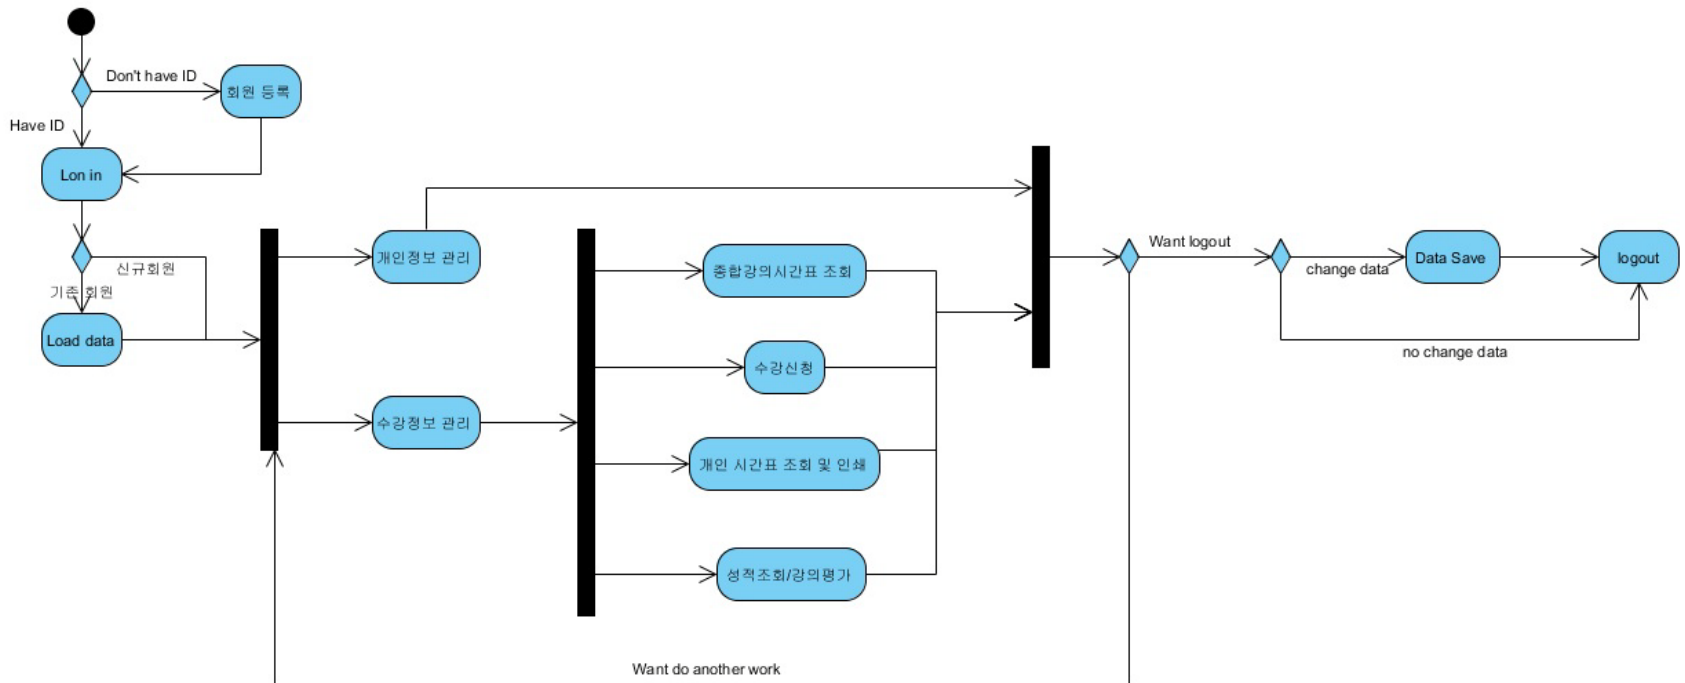 Don't have ID
회원 등록
Have ID
Lon in
신규회원
기존 회원
Load data
개인정보 관리
수강정보 관리
종합강의시간표 조회
수강신청
개인 시간표 조회 및 인쇄
성적조회/강의평가
Want logout
change data
Data Save
logout
no change data
Want do another work